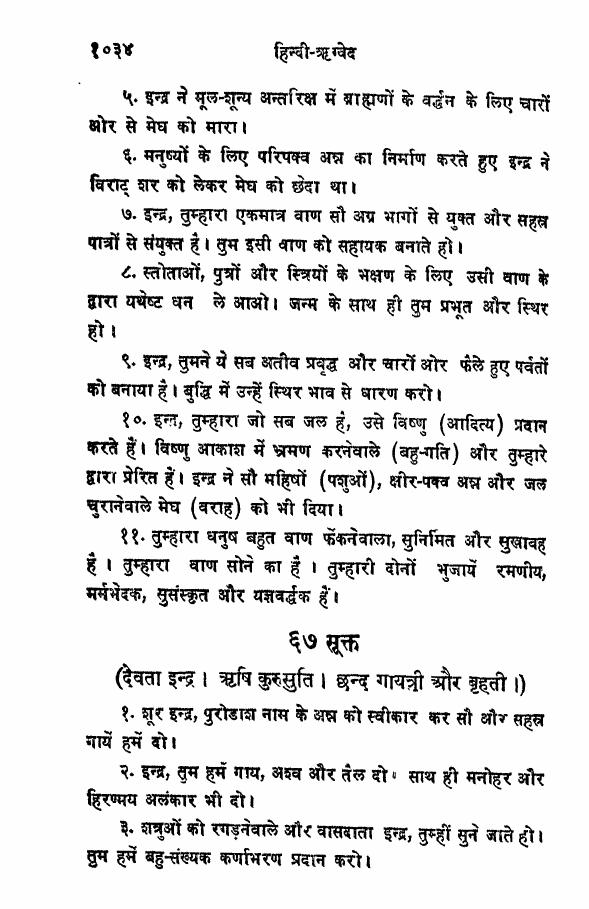 १०३४ हिन्दी-ऋग्वेद
५. इन्द्र ने मूल-शून्य अन्तरिक्ष में ब्राह्मणों के वर्द्धन के लिए चारों
ओर से मेघ को मारा।
६. मनुष्यों के लिए परिपक्व अन्न का निर्माण करते हुए इन्द्र ने
विराट् शर को लेकर मेघ को छेदा था।
७. इन्द्र, तुम्हारा एकमात्र वाण सौ अग्र भागों से युक्त और सहस्र
पात्रों से संयुक्त है। तुम इसी वाण को सहायक बनाते हो।
८. स्तोताओं, पुत्रों और स्त्रियों के भक्षण के लिए उसी वाण के
द्वारा यथेष्ट धन ले आओ। जन्म के साथ ही तुम प्रभूत और स्थिर
हो।
९. इन्द्र, तुमने ये सब अतीव प्रवृद्ध और चारों ओर फैले हुए पर्वतों
को बनाया है। बुद्धि में उन्हें स्थिर भाव से धारण करो।
१०. इन्द्र, तुम्हारा जो सब जल है, उसे विष्णु (आदित्य) प्रदान
करते हैं। विष्णु आकाश में भ्रमण करनेवाले (बहु-गति) और तुम्हारे
द्वारा प्रेरित हैं। इन्द्र ने सौ महिषों (पशुओं), क्षीर-पक्व अन्न और जल
चुरानेवाले मेघ (वराह) को भी दिया।
११. तुम्हारा धनुष बहुत वाण फेंकनेवाला, सुनिर्मित और सुखावह
है। तुम्हारा वाण सोने का है। तुम्हारी दोनों भुजायें रमणीय,
मर्मभेदक, सुसंस्कृत और यज्ञवर्द्धक हैं।
६७ सूक्त
(देवता इन्द्र। ऋषि कुरुसुति। छन्द गायत्री और बृहती।)
१. शूर इन्द्र, पुरोडाश नाम के अन्न को स्वीकार कर सौ और सहस्र
गायें हमें दो।
२. इन्द्र, तुम हमें गाय, अश्व और तैल दो। साथ ही मनोहर और
हिरण्मय अलंकार भी दो।
३. शत्रुओं को रगड़नेवाले और वासदाता इन्द्र, तुम्हीं सुने जाते हो।
तुम हमें बहु-संख्यक कर्णाभरण प्रदान करो।